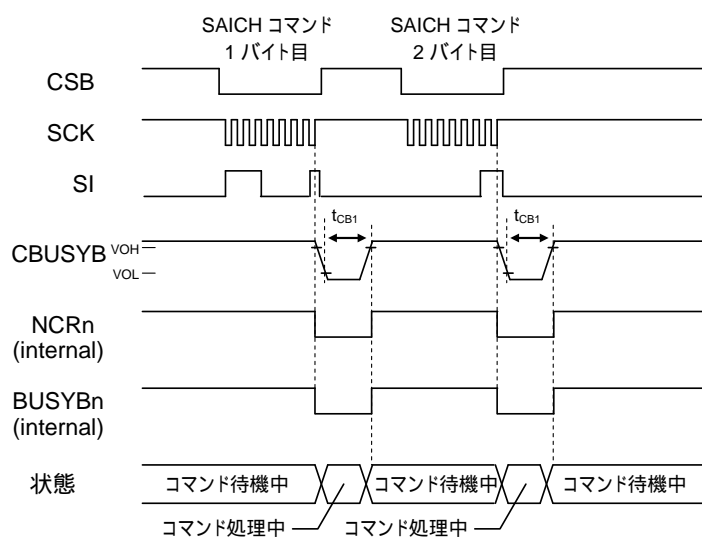 SAICH コマンド
1 バイト目
SAICH コマンド
2 バイト目
CSB
SCK
SI
tCB1
tCB1
CBUSYB
VOH
VOL
NCRn
(internal)
BUSYBn
(internal)
状態
コマンド待機中
コマンド待機中
コマンド待機中
コマンド処理中
コマンド処理中